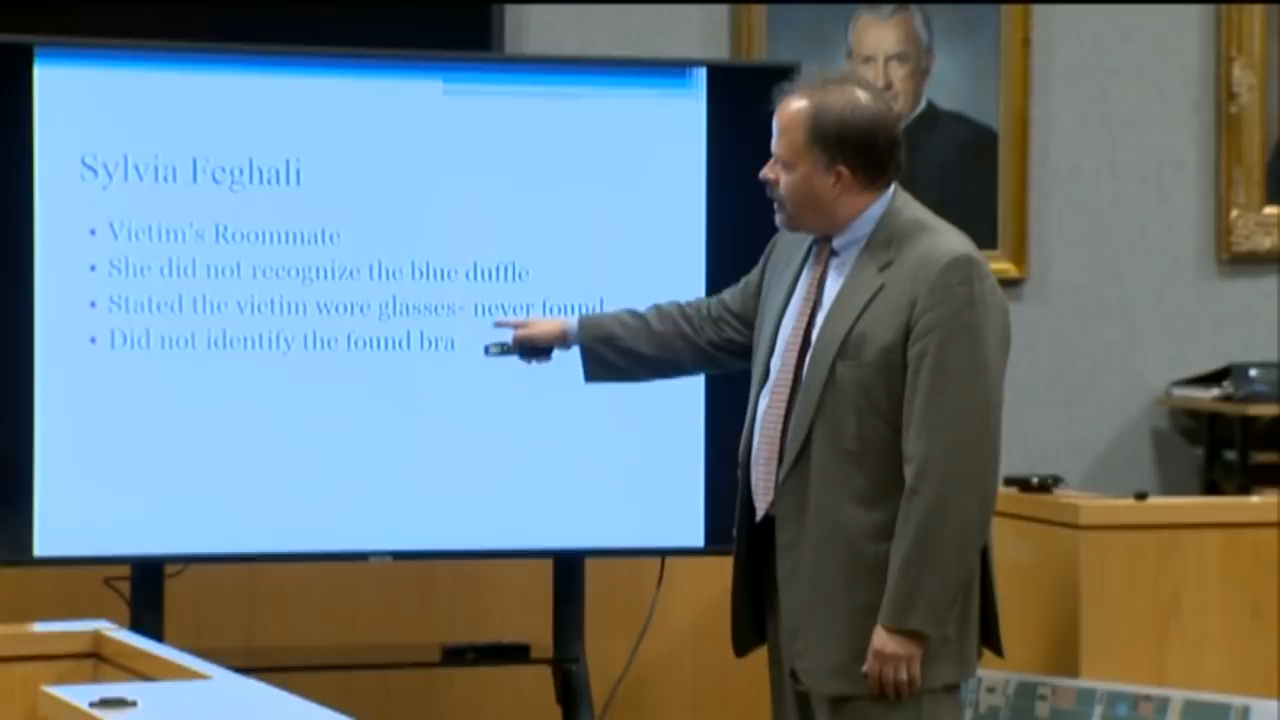 Sylvia Feghali
• Victim's Roommate
• She did not recognize the blue duffle
• Stated the victim wore glasses- never found
• Did not identify the found bra